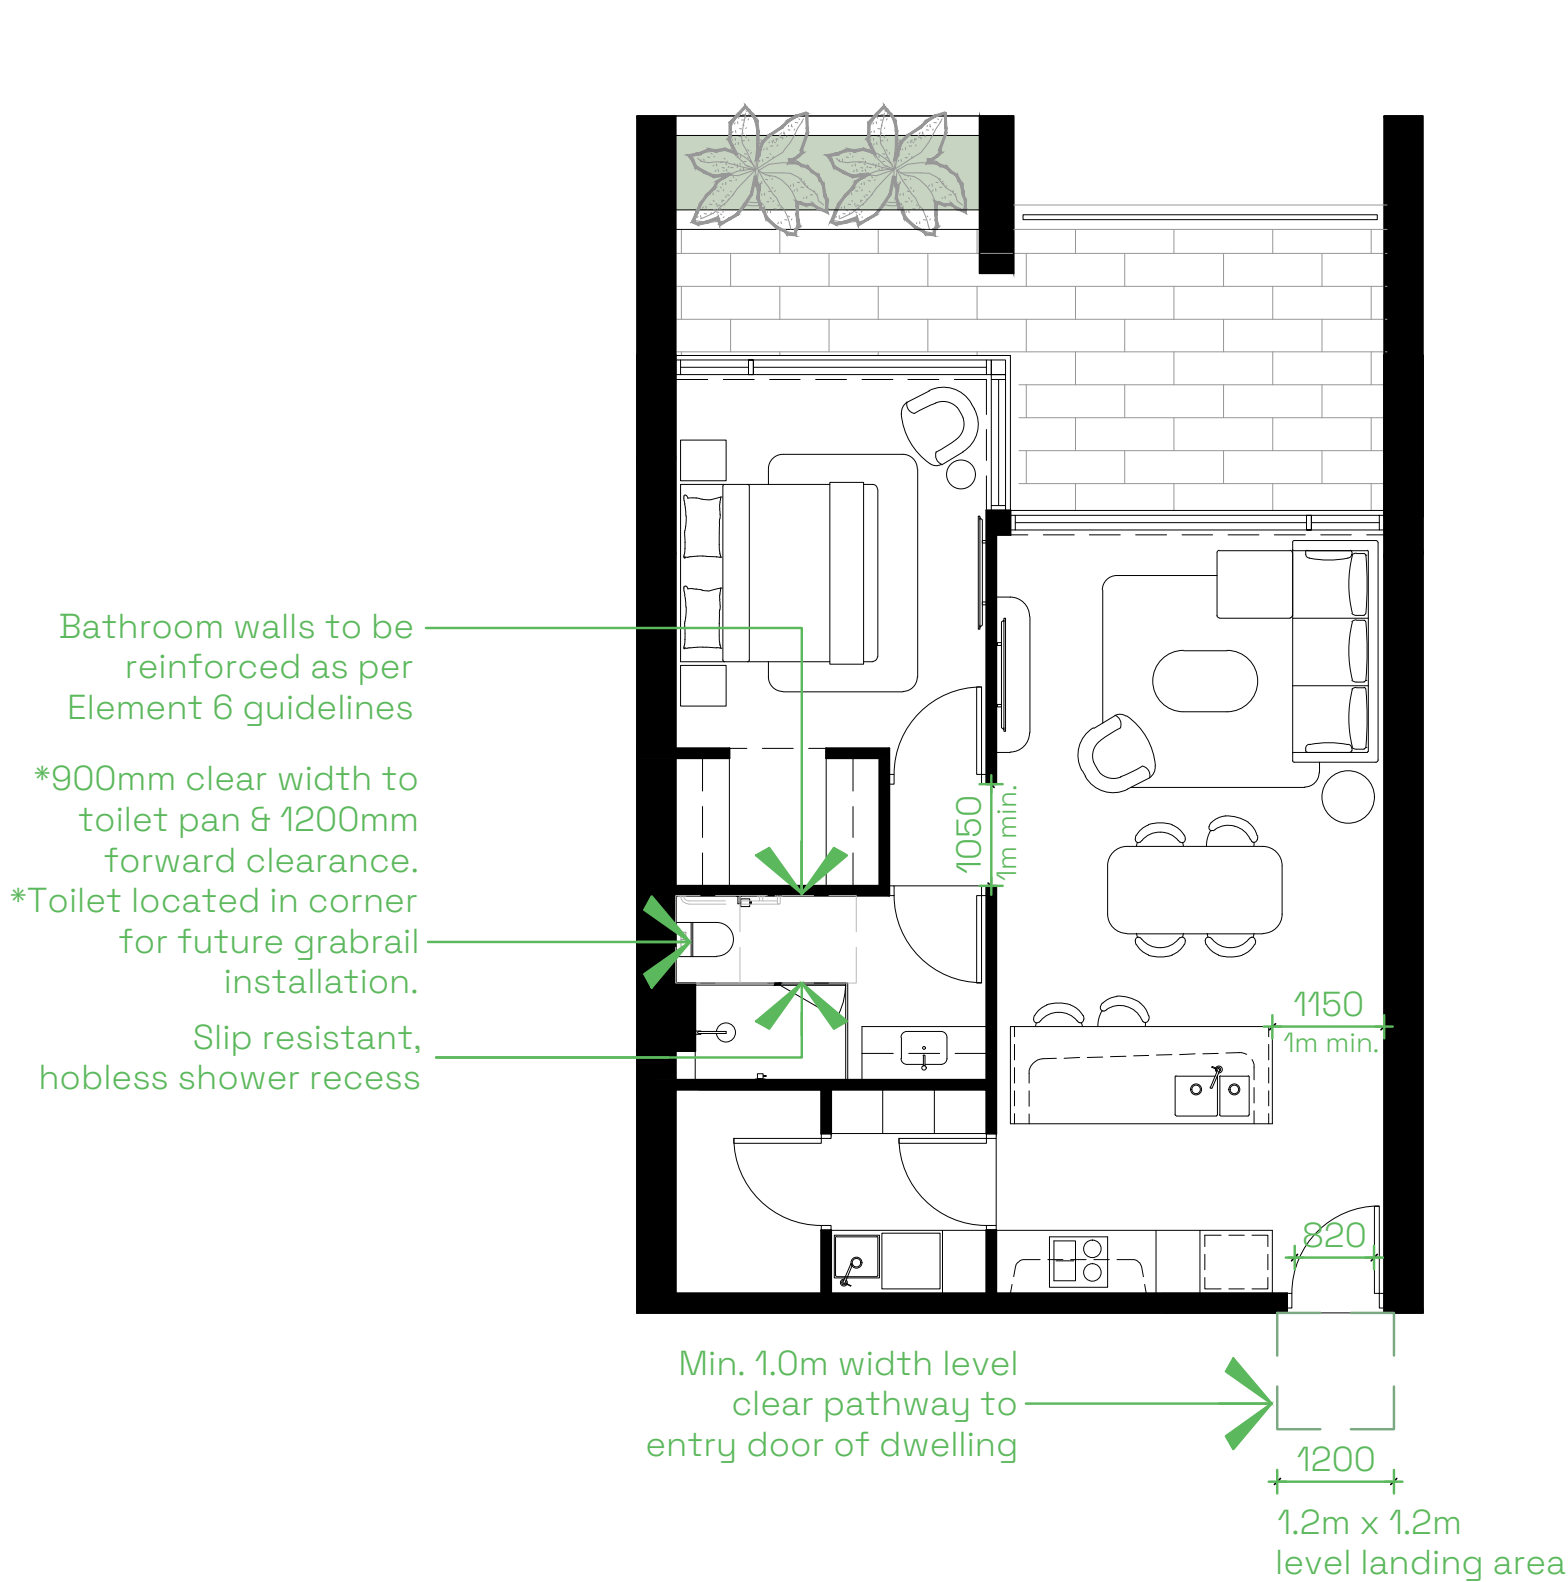 Bathroom walls to be
reinforced as per
Element 6 guidelines
*900mm clear width to
toilet pan & 1200mm
forward clearance.
*Toilet located in corner
for future grabrail
installation.
Slip resistant,
hobless shower recess
1050
1m min.
1150
1m min.
820
Min. 1.0m width level
clear pathway to
entry door of dwelling
1200
1.2m x 1.2m
level landing area